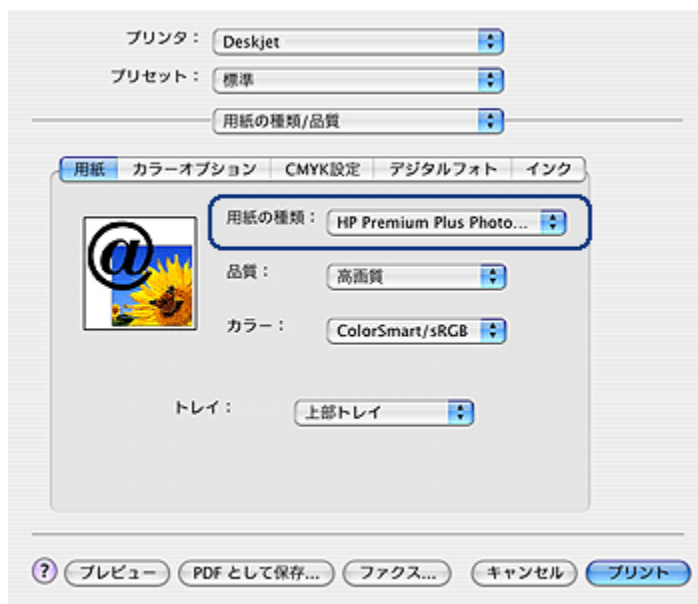 プリンタ： Deskjet
プリセット： 標準
用紙の種類/品質
用紙 カラーオプション CMYK設定 デジタルフォト インク
用紙の種類： HP Premium Plus Photo...
@
品質： 高画質
カラー： ColorSmart/sRGB
トレイ： 上部トレイ
? プレビュー PDF として保存... ファクス... キャンセル プリント